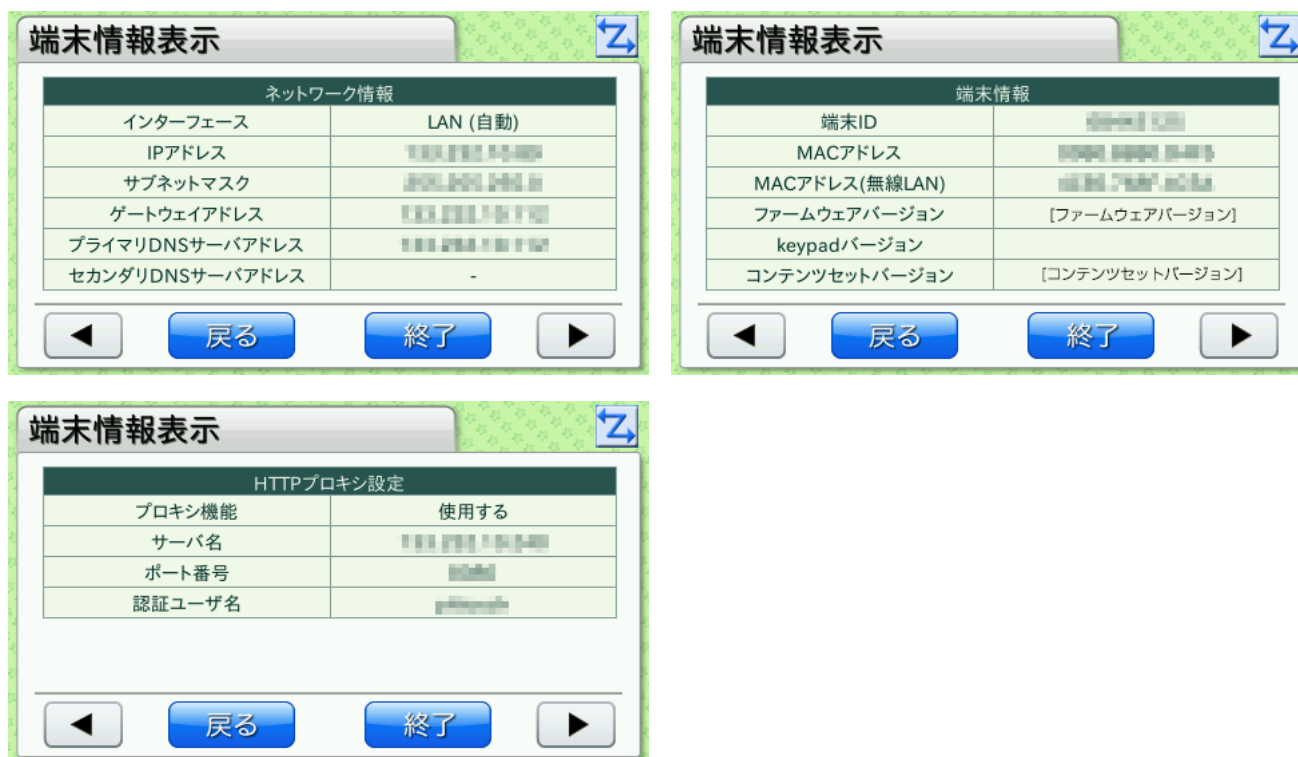 端末情報表示
ネットワーク情報
インターフェース LAN (自動)
IPアドレス
サブネットマスク
ゲートウェイアドレス
プライマリDNSサーバアドレス
セカンダリDNSサーバアドレス -
戻る 終了
端末情報表示
端末情報
端末ID
MACアドレス
MACアドレス(無線LAN)
ファームウェアバージョン [ファームウェアバージョン]
keypadバージョン
コンテンツセットバージョン [コンテンツセットバージョン]
戻る 終了
端末情報表示
HTTPプロキシ設定
プロキシ機能 使用する
サーバ名
ポート番号
認証ユーザ名
戻る 終了